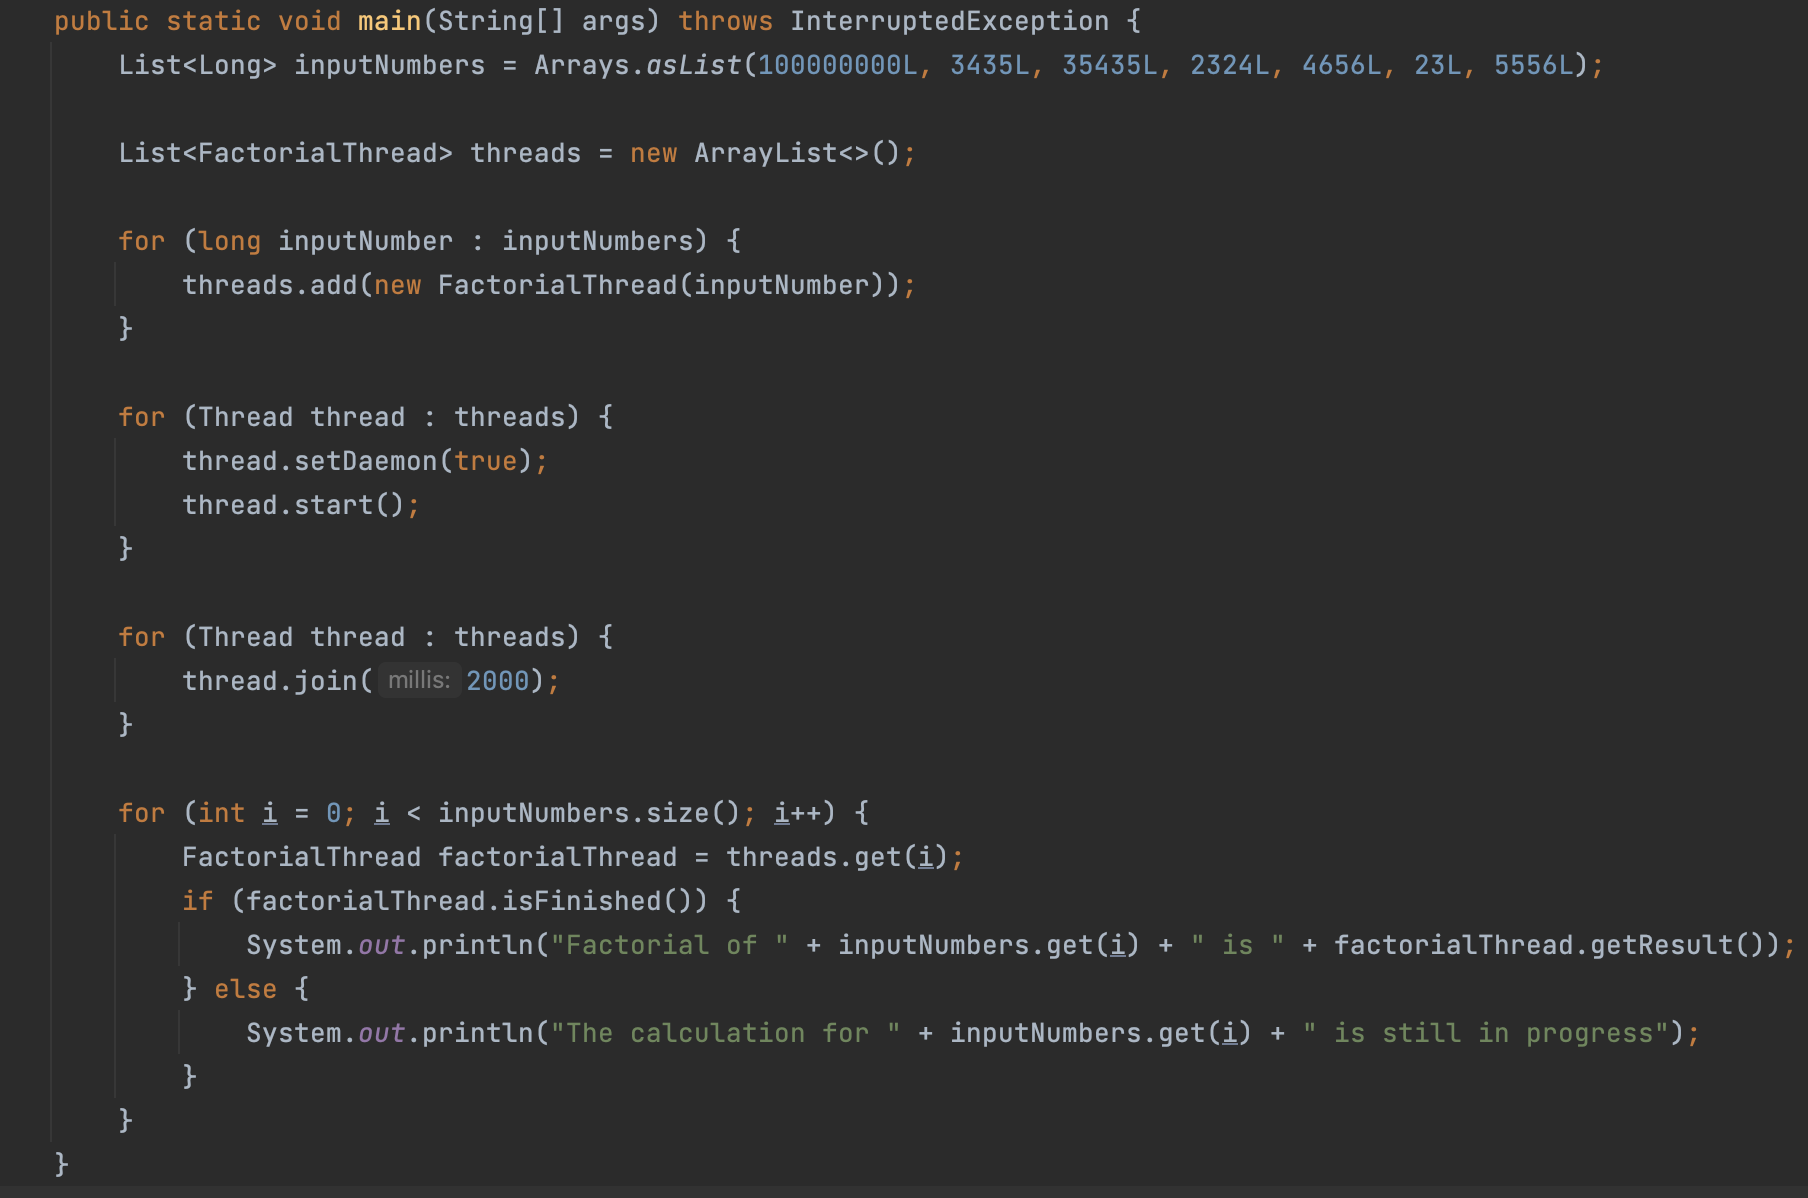 public static void main(String[] args) throws InterruptedException {
List<Long> inputNumbers = Arrays.asList(100000000L, 3435L, 35435L, 2324L, 4656L, 23L, 5556L);
List<FactorialThread> threads = new ArrayList<>();
for (long inputNumber : inputNumbers) {
threads.add(new FactorialThread(inputNumber));
}
for (Thread thread : threads) {
thread.setDaemon(true);
thread.start();
}
for (Thread thread : threads) {
thread.join( millis: 2000);
}
for (int i = 0; i < inputNumbers.size(); i++) {
FactorialThread factorialThread = threads.get(i);
if (factorialThread.isFinished()) {
System.out.println("Factorial of " + inputNumbers.get(i) + " is " + factorialThread.getResult());
} else {
System.out.println("The calculation for " + inputNumbers.get(i) + " is still in progress");
}
}
}